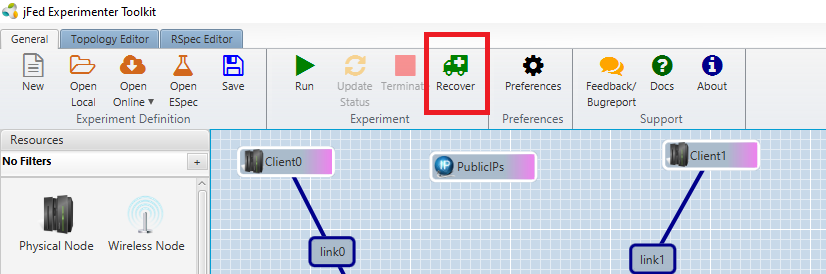 jFed Experimenter Toolkit
General Topology Editor RSpec Editor
New Open Local Open Online Open ESpec Save Run Update Status Terminat Recover Preferences Feedback/ Bugreport Docs About
Experiment Definition Experiment Preferences Support
Resources
No Filters +
Client0 PublicIPs IP Client1
Physical Node Wireless Node
link0 link1